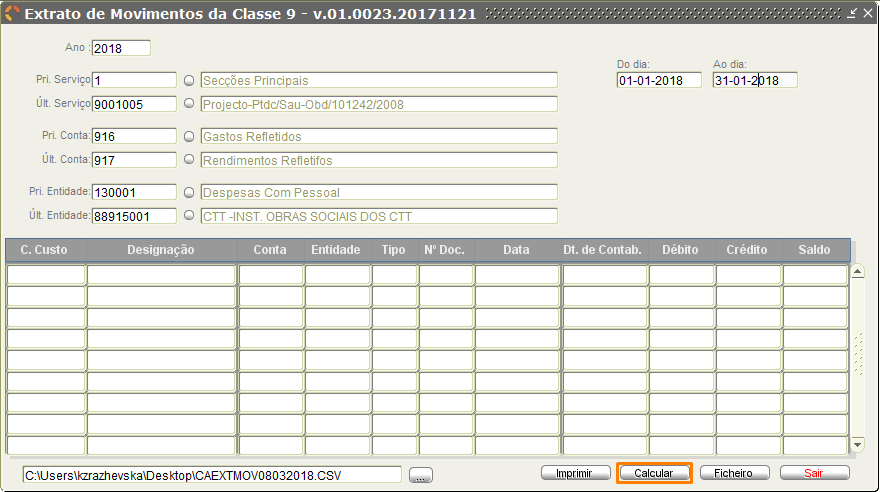 Extrato de Movimentos da Classe 9 - v.01.0023.20171121
Ano : 2018
Do dia: Ao dia:
Pri. Serviço 1 Secções Principais 01-01-2018 31-01-2018
Últ. Serviço 9001005 Projecto-Ptdc/Sau-Obd/101242/2008
Pri. Conta: 916 Gastos Refletidos
Últ. Conta: 917 Rendimentos Refletifos
Pri. Entidade: 130001 Despesas Com Pessoal
Últ. Entidade: 88915001 CTT -INST. OBRAS SOCIAIS DOS CTT
C. Custo Designação Conta Entidade Tipo Nº Doc. Data Dt. de Contab. Débito Crédito Saldo
C:\Users\kzrazhevska\Desktop\CAEXTMOV08032018.CSV ... Imprimir Calcular Ficheiro Sair